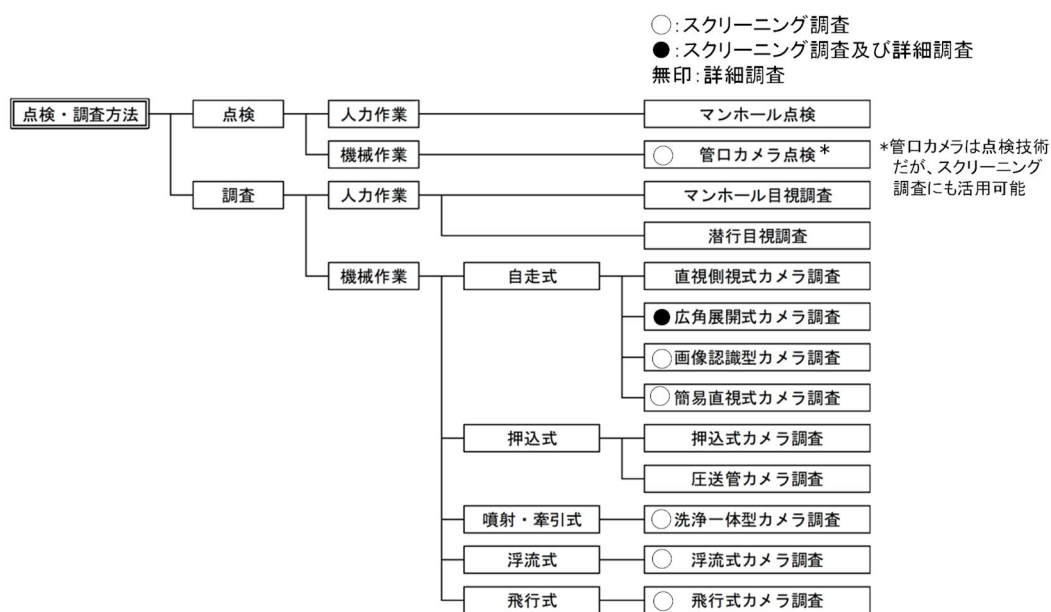 ○:スクリーニング調査
●:スクリーニング調査及び詳細調査
無印:詳細調査
点検・調査方法
点検
人力作業
マンホール点検
機械作業
○ 管口カメラ点検*
*管口カメラは点検技術
だが、スクリーニング
調査にも活用可能
調査
人力作業
マンホール目視調査
潜行目視調査
機械作業
自走式
直視側視式カメラ調査
●広角展開式カメラ調査
○画像認識型カメラ調査
○簡易直視式カメラ調査
押込式
押込式カメラ調査
圧送管カメラ調査
噴射・牽引式
○洗浄一体型カメラ調査
浮流式
○ 浮流式カメラ調査
飛行式
○ 飛行式カメラ調査